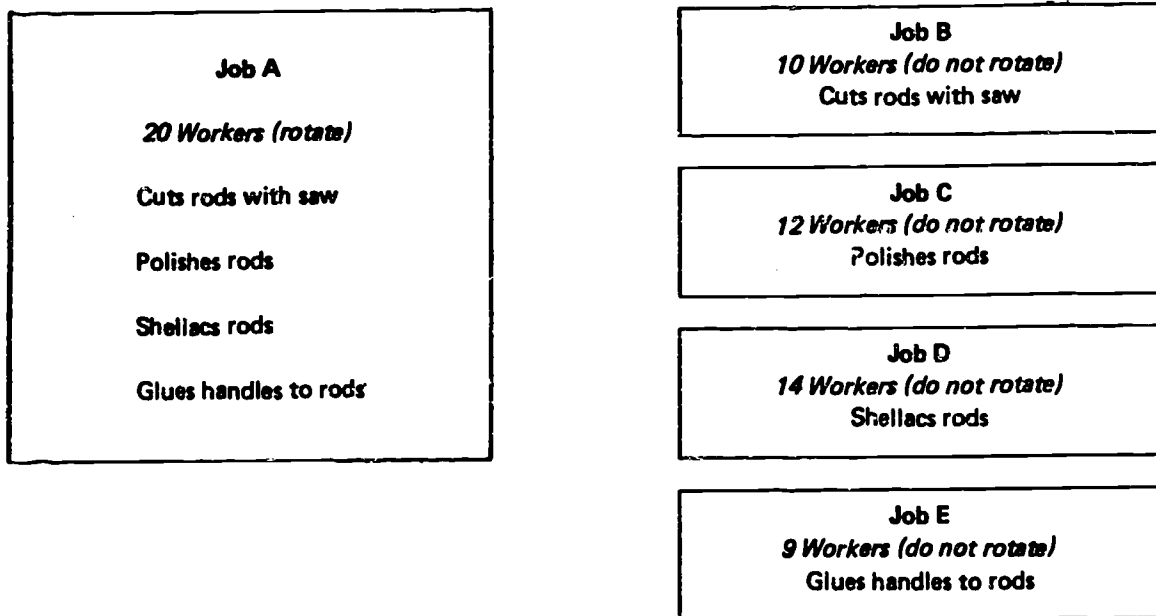 Job A
20 Workers (rotate)
Cuts rods with saw
Polishes rods
Shellacs rods
Glues handles to rods
Job B
10 Workers (do not rotate)
Cuts rods with saw
Job C
12 Workers (do not rotate)
Polishes rods
Job D
14 Workers (do not rotate)
Shellacs rods
Job E
9 Workers (do not rotate)
Glues handles to rods